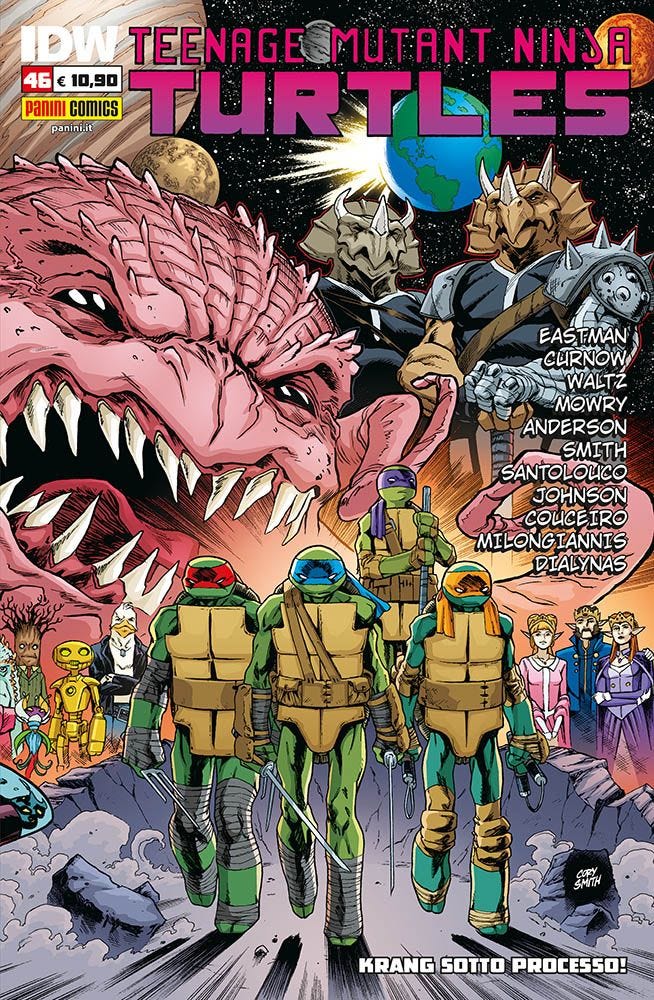 IDW
TEENAGE MUTANT NINJA
TURTLES
46 € 10,90
PANINI COMICS
panini.it
EASTMAN
CURNOW
WALTZ
MOWRY
ANDERSON
SMITH
SANTOLOUCO
JOHNSON
COUCEIRO
MILONGIANNIS
DIALYNAS
CORY
SMITH
KRANG SOTTO PROCESSO!